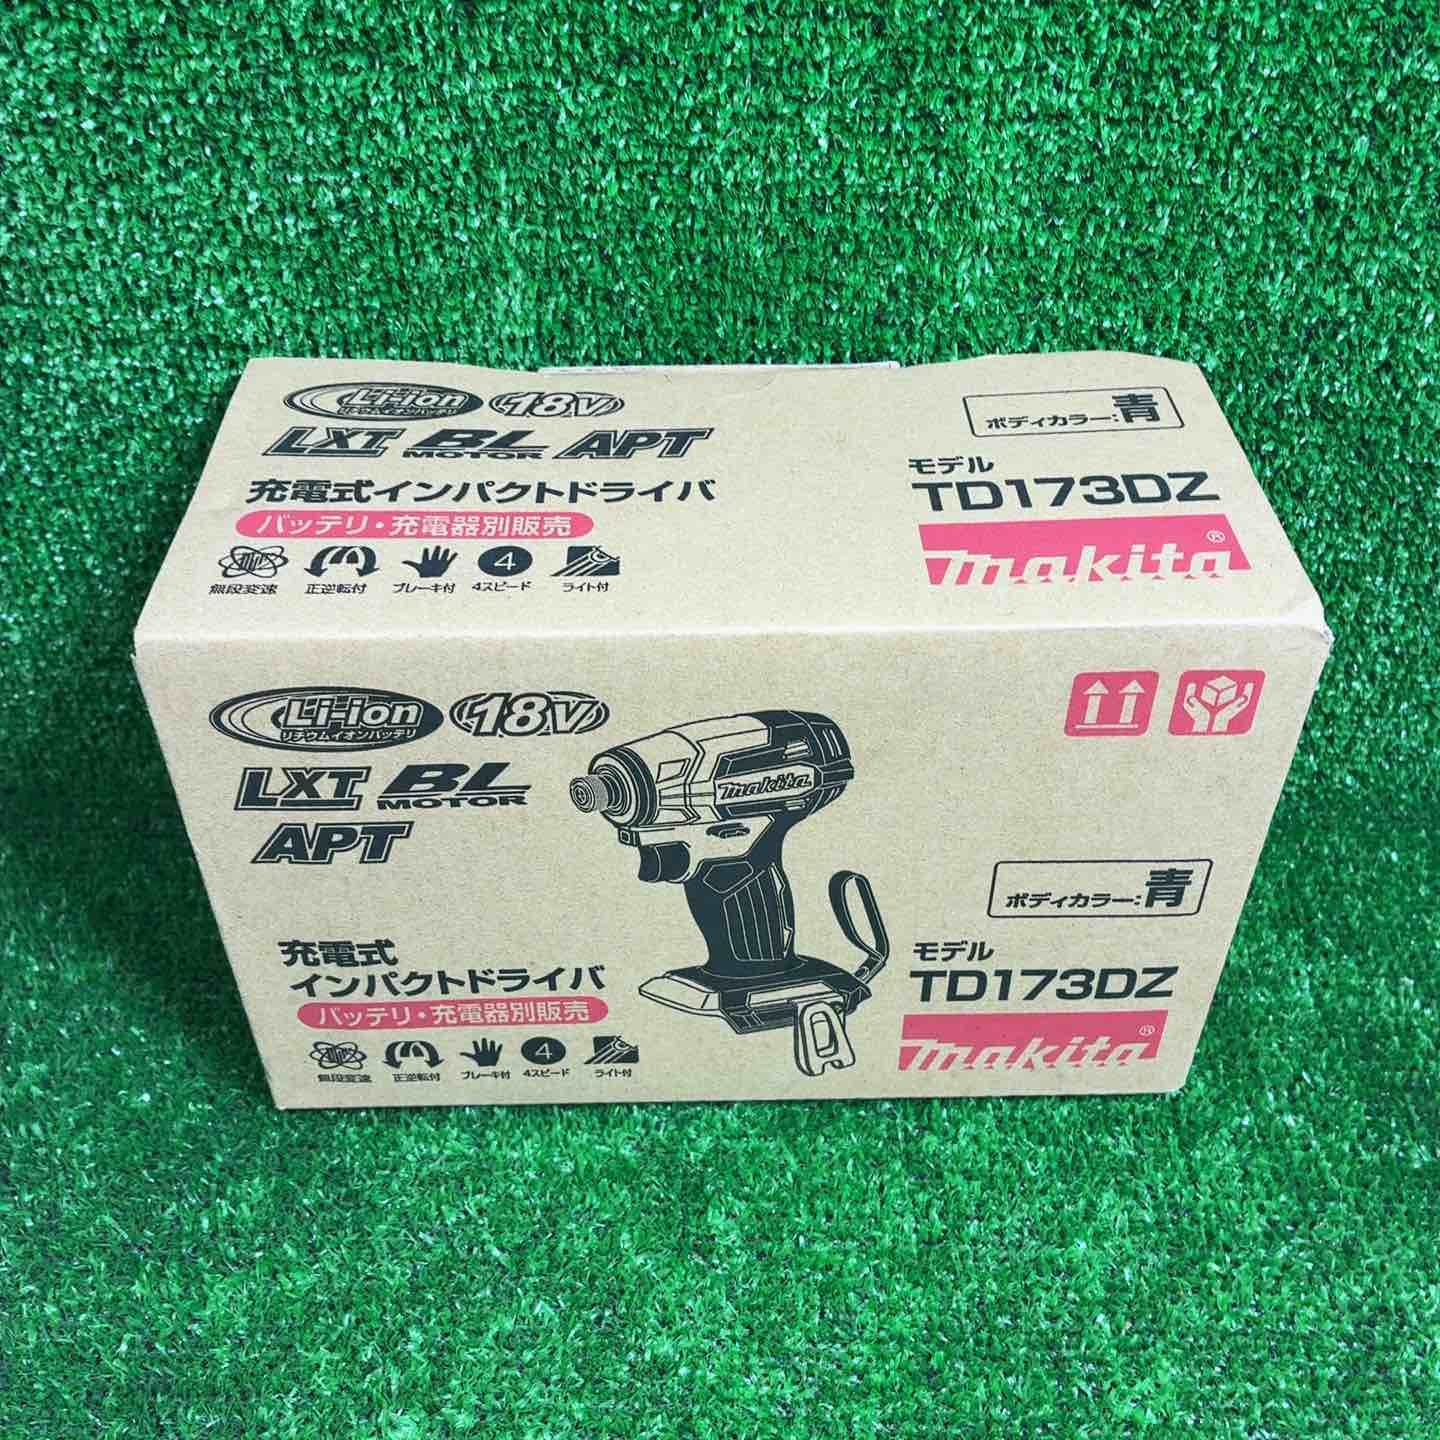 Li-ion 18V
リチウムイオンバッテリ
LXT BL MOTOR APT
充電式インパクトドライバ
バッテリ・充電器別販売
無段変速 正逆転付 ブレーキ付 4 4スピード ライト付
ボディカラー:青
モデル
TD173DZ
makita®
Li-ion 18V
リチウムイオンバッテリ
LXT BL MOTOR
APT
makita
充電式
インパクトドライバ
バッテリ・充電器別販売
無段変速 正逆転付 ブレーキ付 4 4スピード ライト付
ボディカラー:青
モデル
TD173DZ
makita®